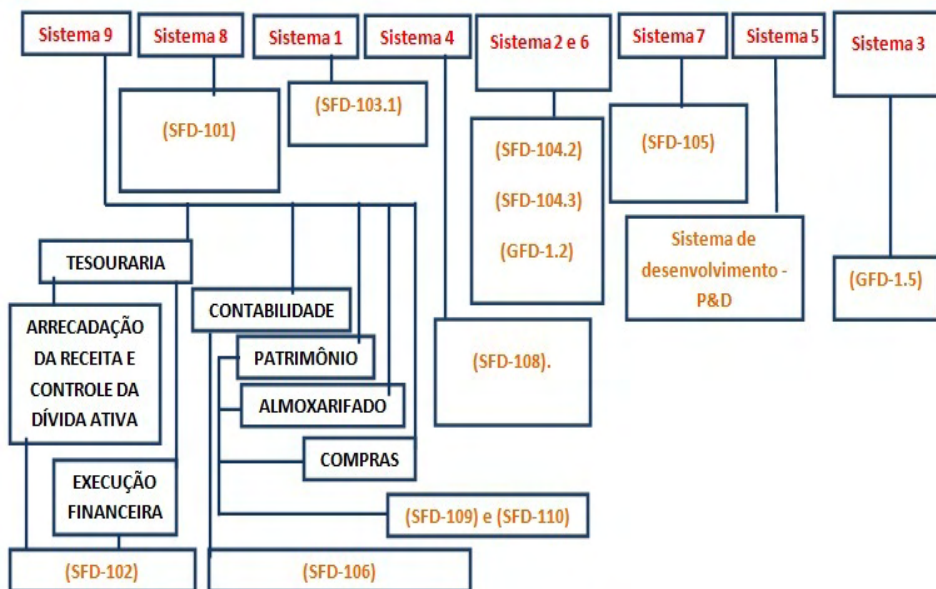 Sistema 9
Sistema 8
Sistema 1
Sistema 4
Sistema 2 e 6
Sistema 7
Sistema 5
Sistema 3
(SFD-101)
(SFD-103.1)
(SFD-104.2)
(SFD-104.3)
(GFD-1.2)
(SFD-105)
Sistema de
desenvolvimento -
P&D
(GFD-1.5)
TESOURARIA
ARRECADAÇÃO
DA RECEITA E
CONTROLE DA
DÍVIDA ATIVA
CONTABILIDADE
PATRIMÔNIO
ALMOXARIFADO
COMPRAS
(SFD-108).
EXECUÇÃO
FINANCEIRA
(SFD-109) e (SFD-110)
(SFD-102)
(SFD-106)